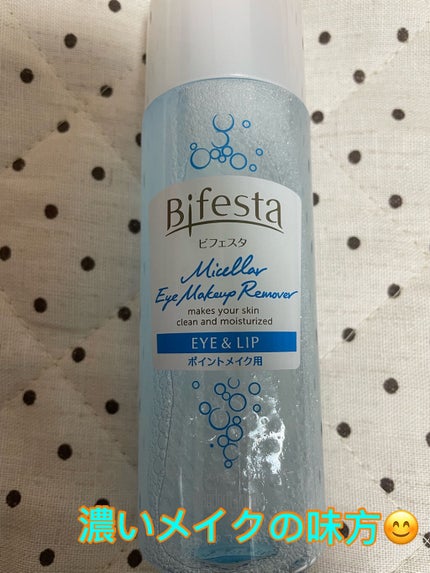 Bifesta
ビフェスタ
Micellar
Eye Makeup Remover
makes your skin
clean and moisturized
EYE & LIP
ポイントメイク用
濃いメイクの味方😊